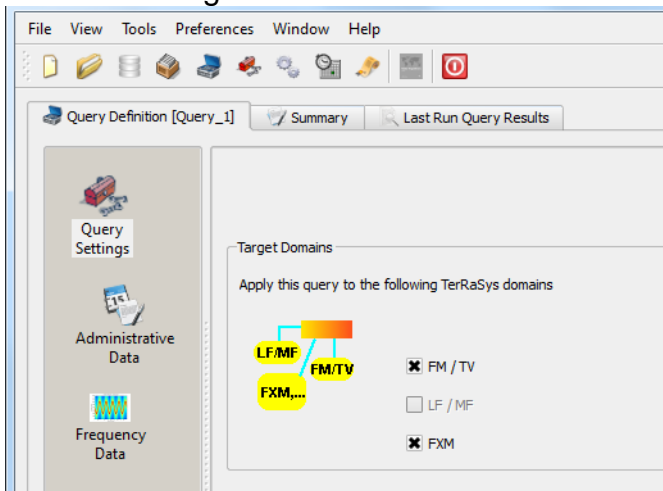 File View Tools Preferences Window Help
Query Definition [Query_1] Summary Last Run Query Results
Query
Settings
Administrative
Data
Frequency
Data
Target Domains
Apply this query to the following TerRaSys domains
LF/MF
FM/TV
FXM,...
FM / TV
LF / MF
FXM